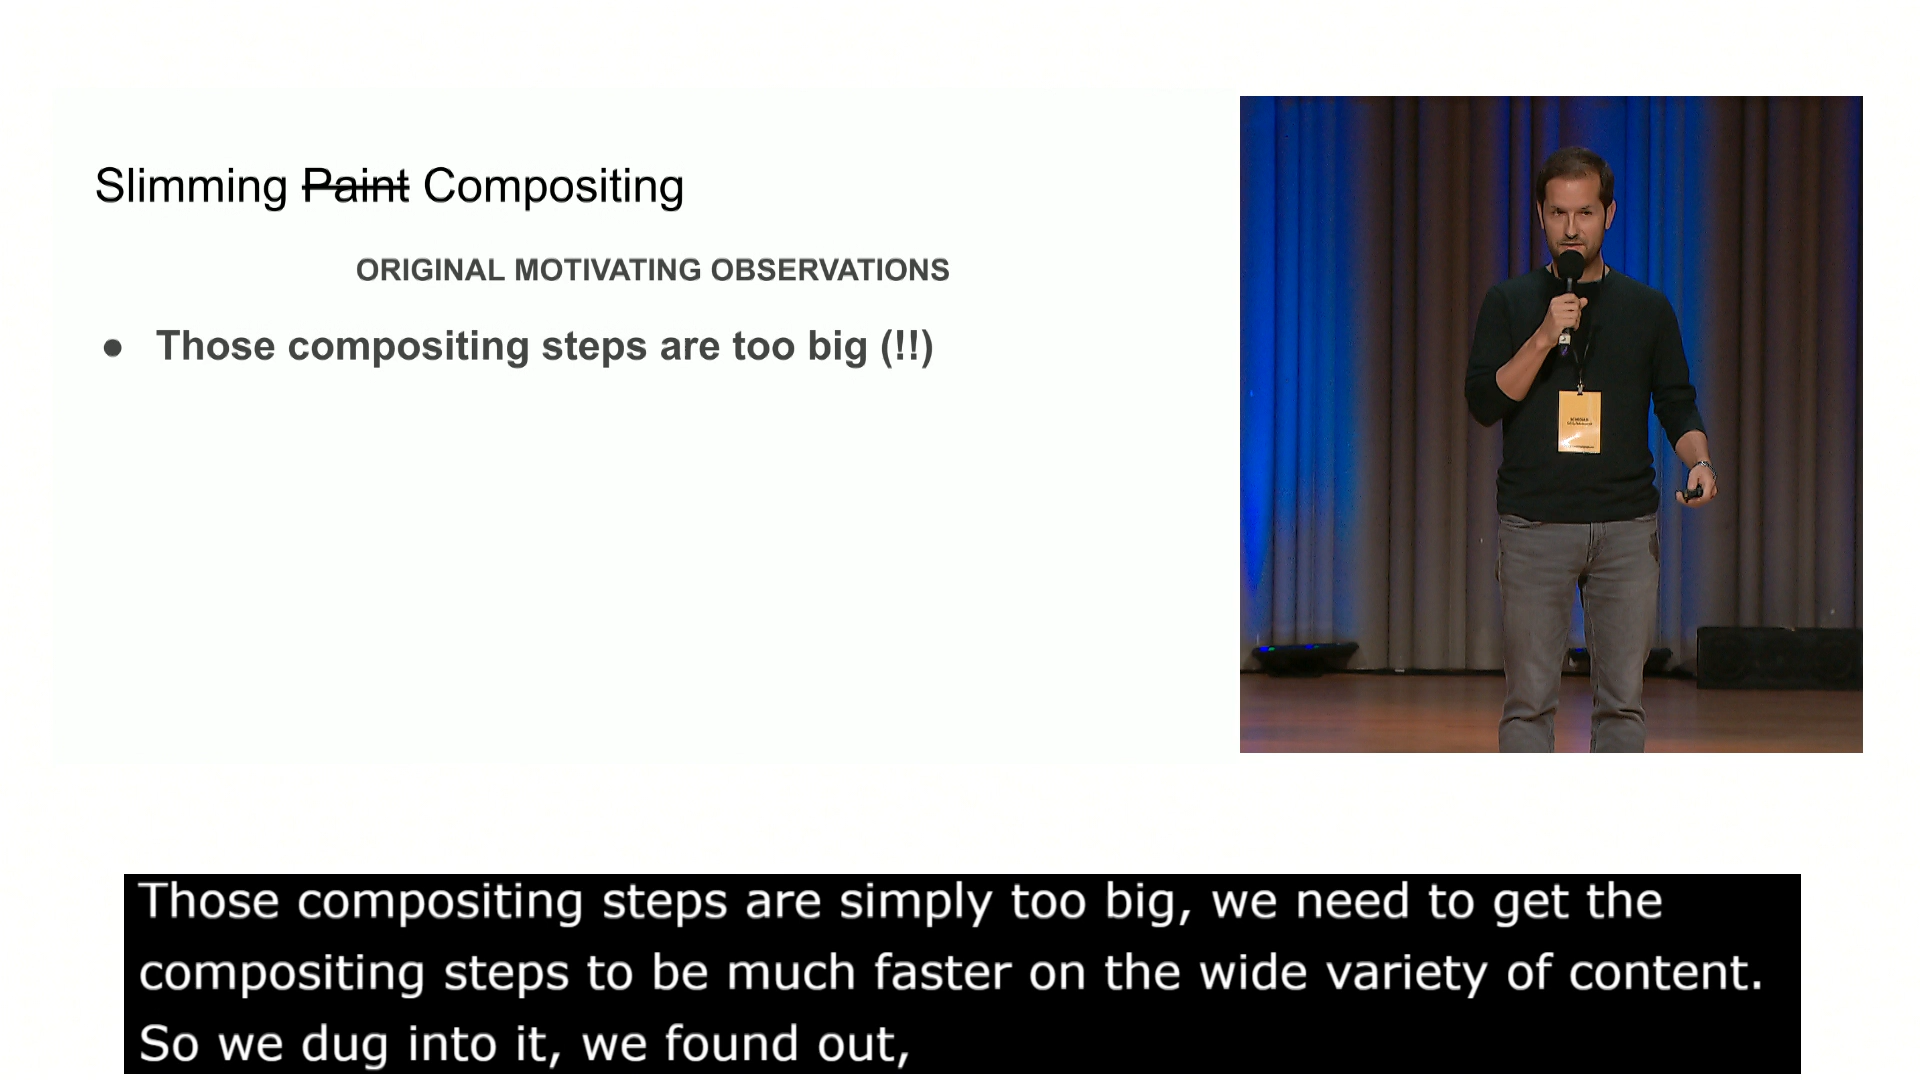 Slimming Paint Compositing
ORIGINAL MOTIVATING OBSERVATIONS
● Those compositing steps are too big (!!)
Those compositing steps are simply too big, we need to get the
compositing steps to be much faster on the wide variety of content.
So we dug into it, we found out,